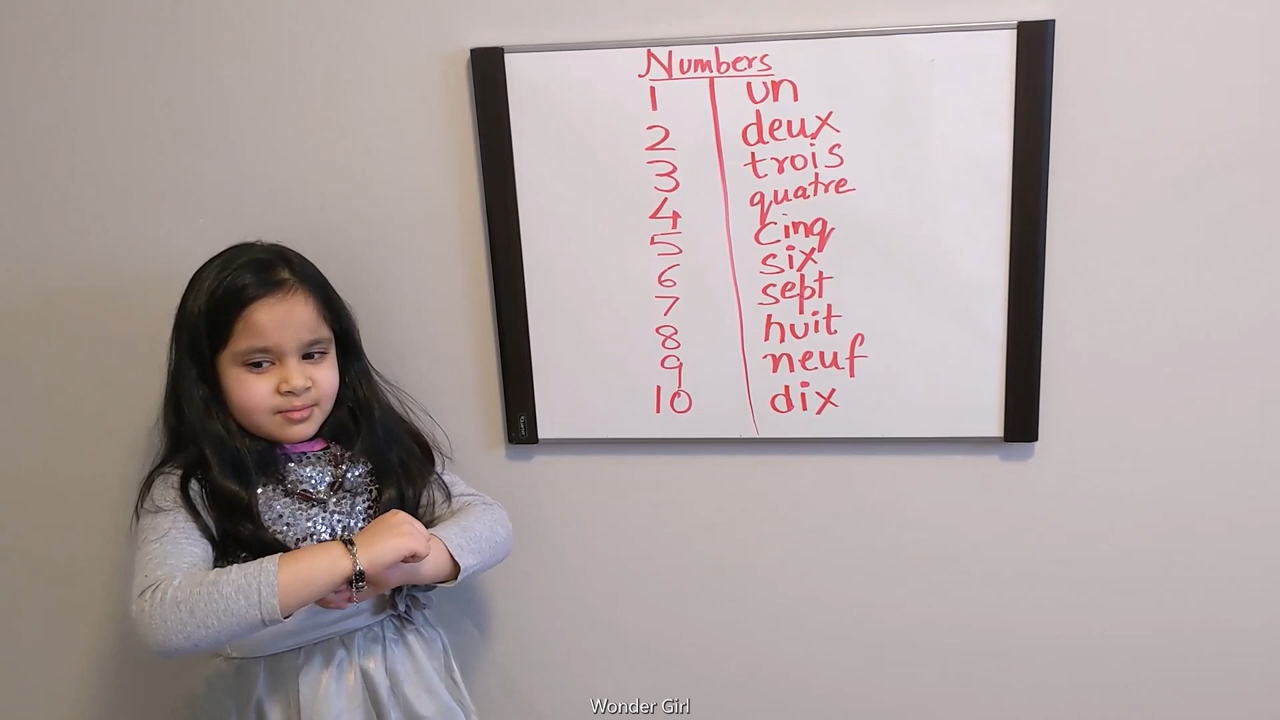 Numbers
1 un
2 deux
3 trois
4 quatre
5 cinq
6 six
7 sept
8 huit
9 neuf
10 dix
Wonder Girl